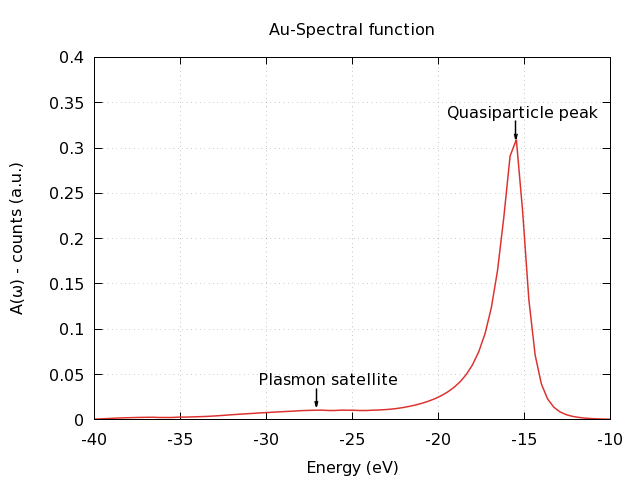 Au-Spectral function
0.4
0.35
0.3
0.25
0.2
0.15
0.1
0.05
0
A(ω) - counts (a.u.)
Quasiparticle peak
Plasmon satellite
-40 -35 -30 -25 -20 -15 -10
Energy (eV)